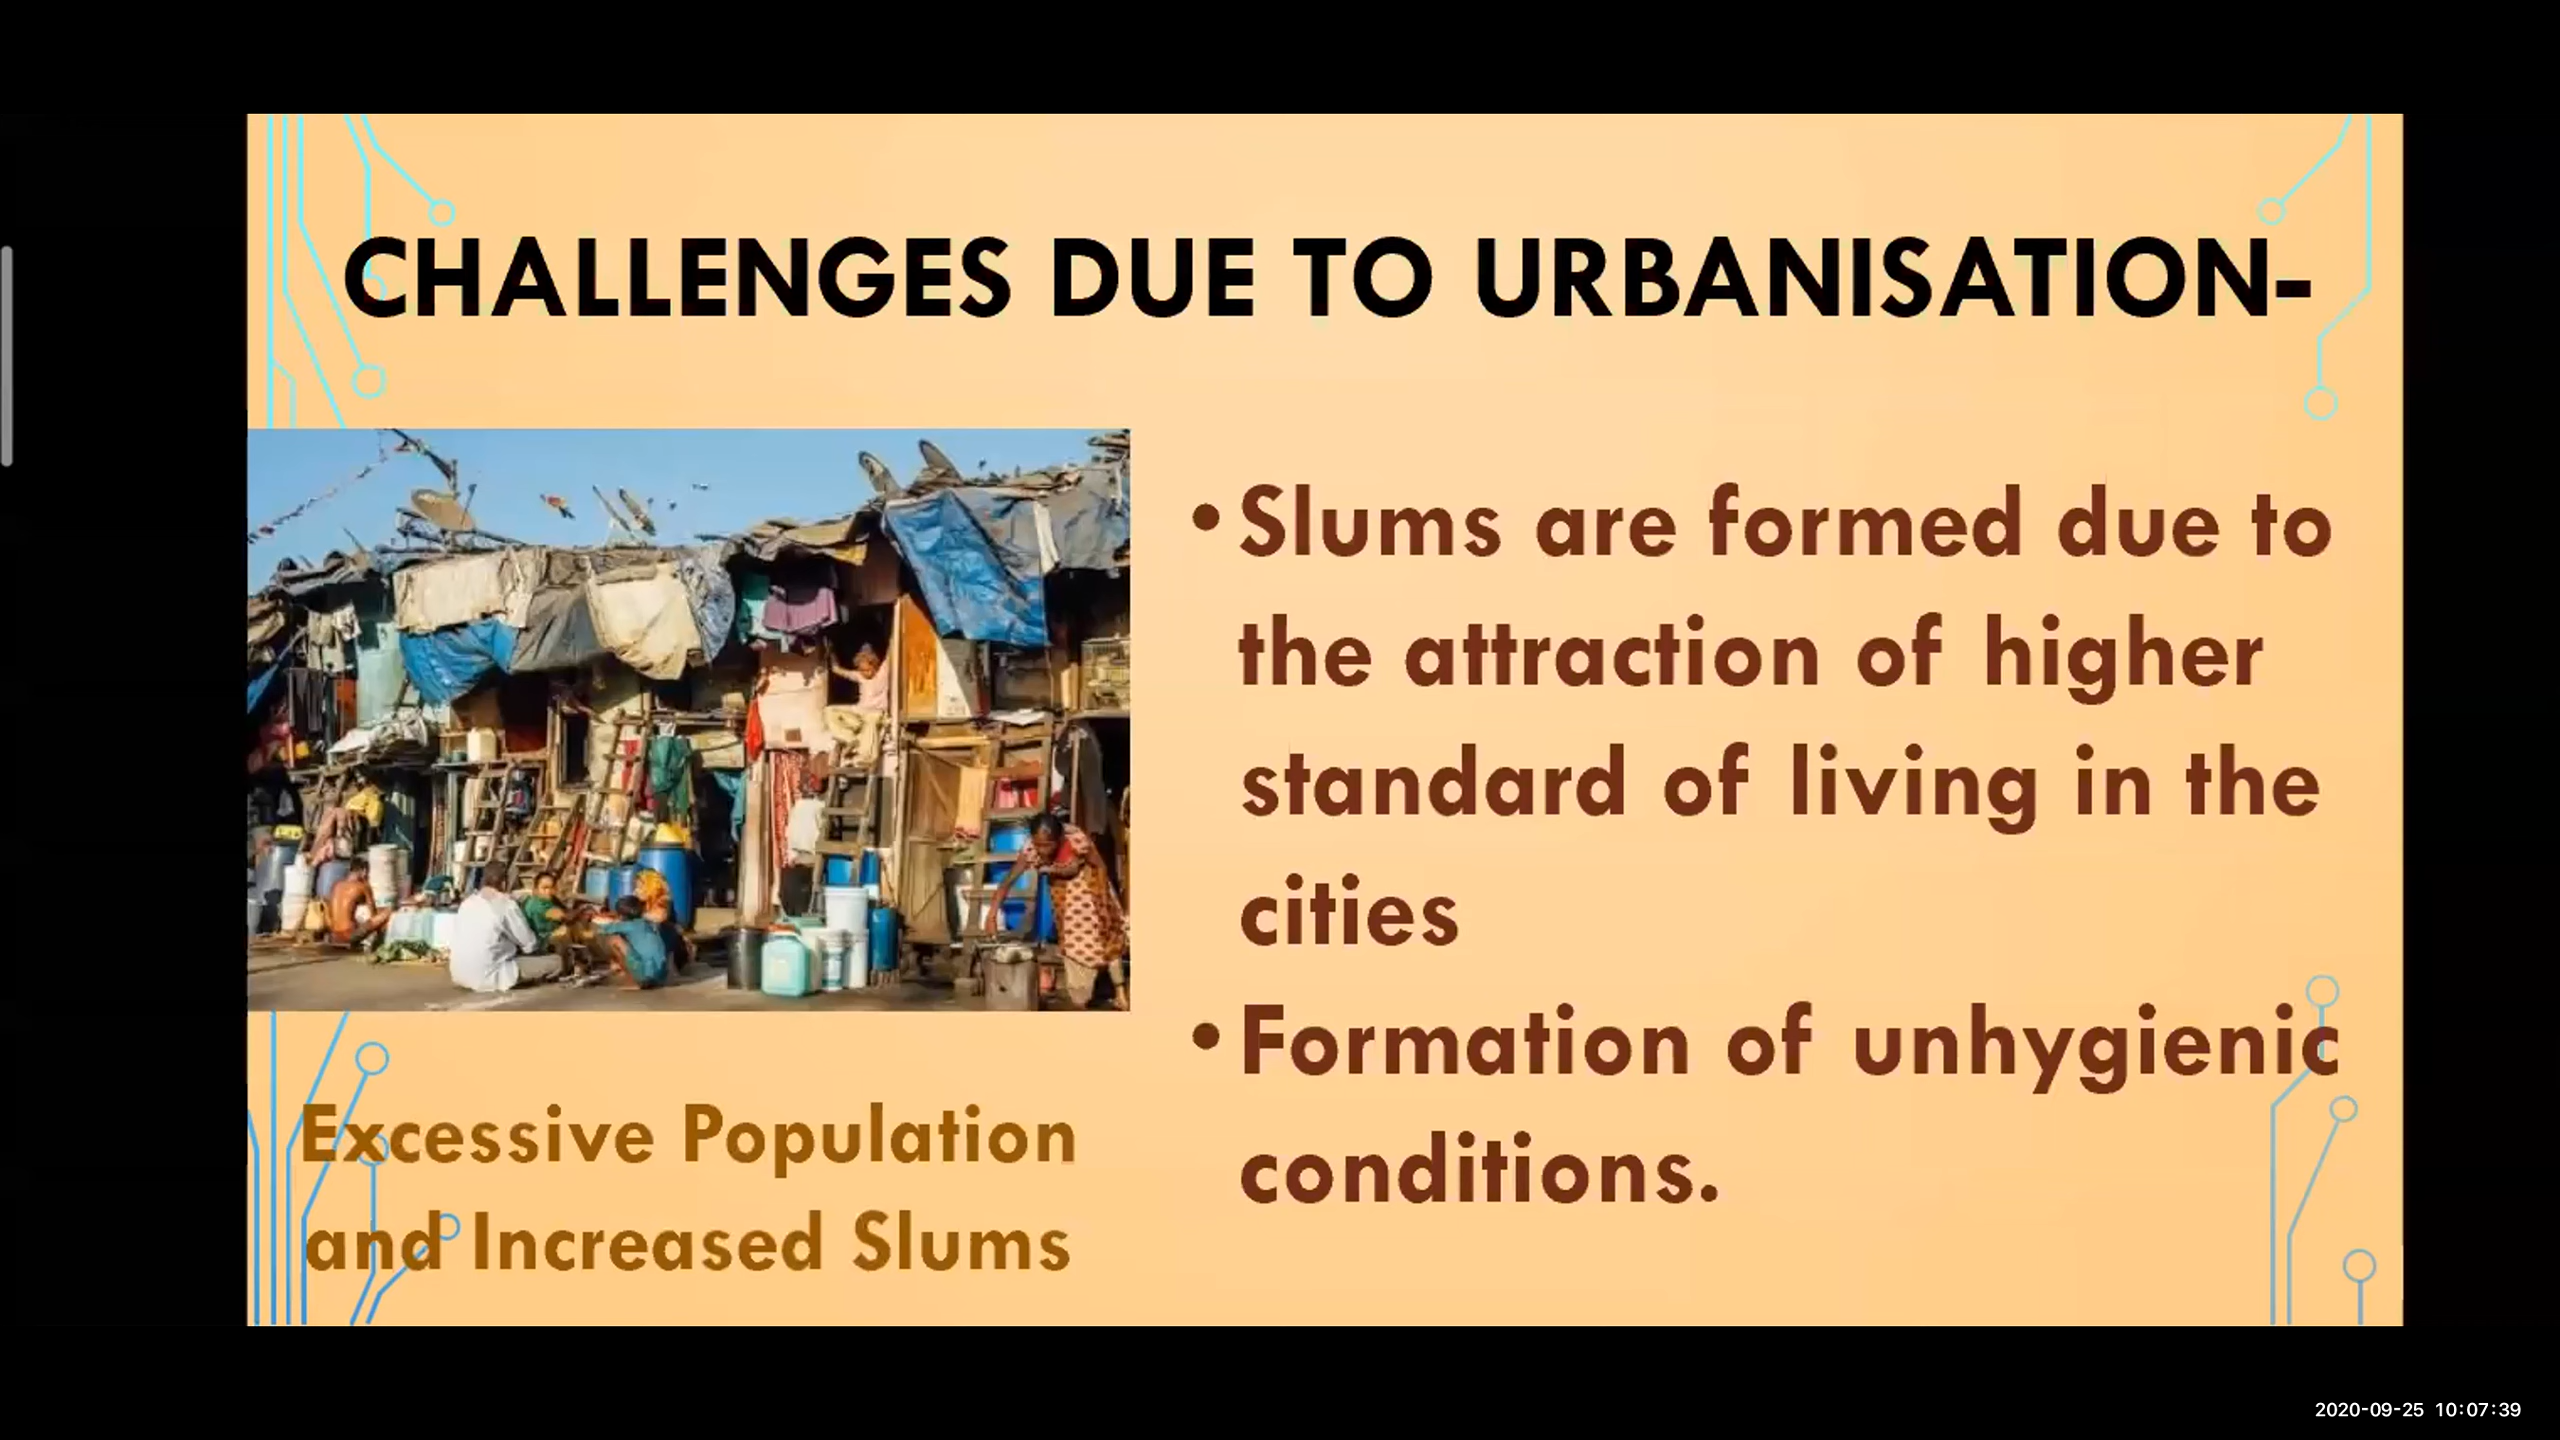 CHALLENGES DUE TO URBANISATION-
• Slums are formed due to
the attraction of higher
standard of living in the
cities
• Formation of unhygienic
conditions.
Excessive Population
and Increased Slums
2020-09-25 10:07:39